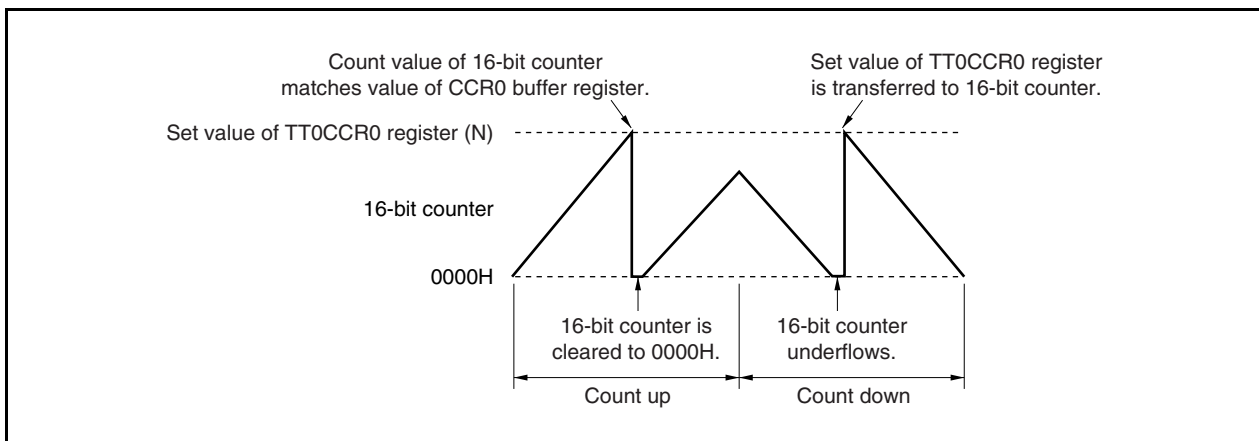 Count value of 16-bit counter
matches value of CCR0 buffer register.
Set value of TT0CCR0 register
is transferred to 16-bit counter.
Set value of TT0CCR0 register (N)
16-bit counter
0000H
16-bit counter is
cleared to 0000H.
16-bit counter
underflows.
Count up
Count down